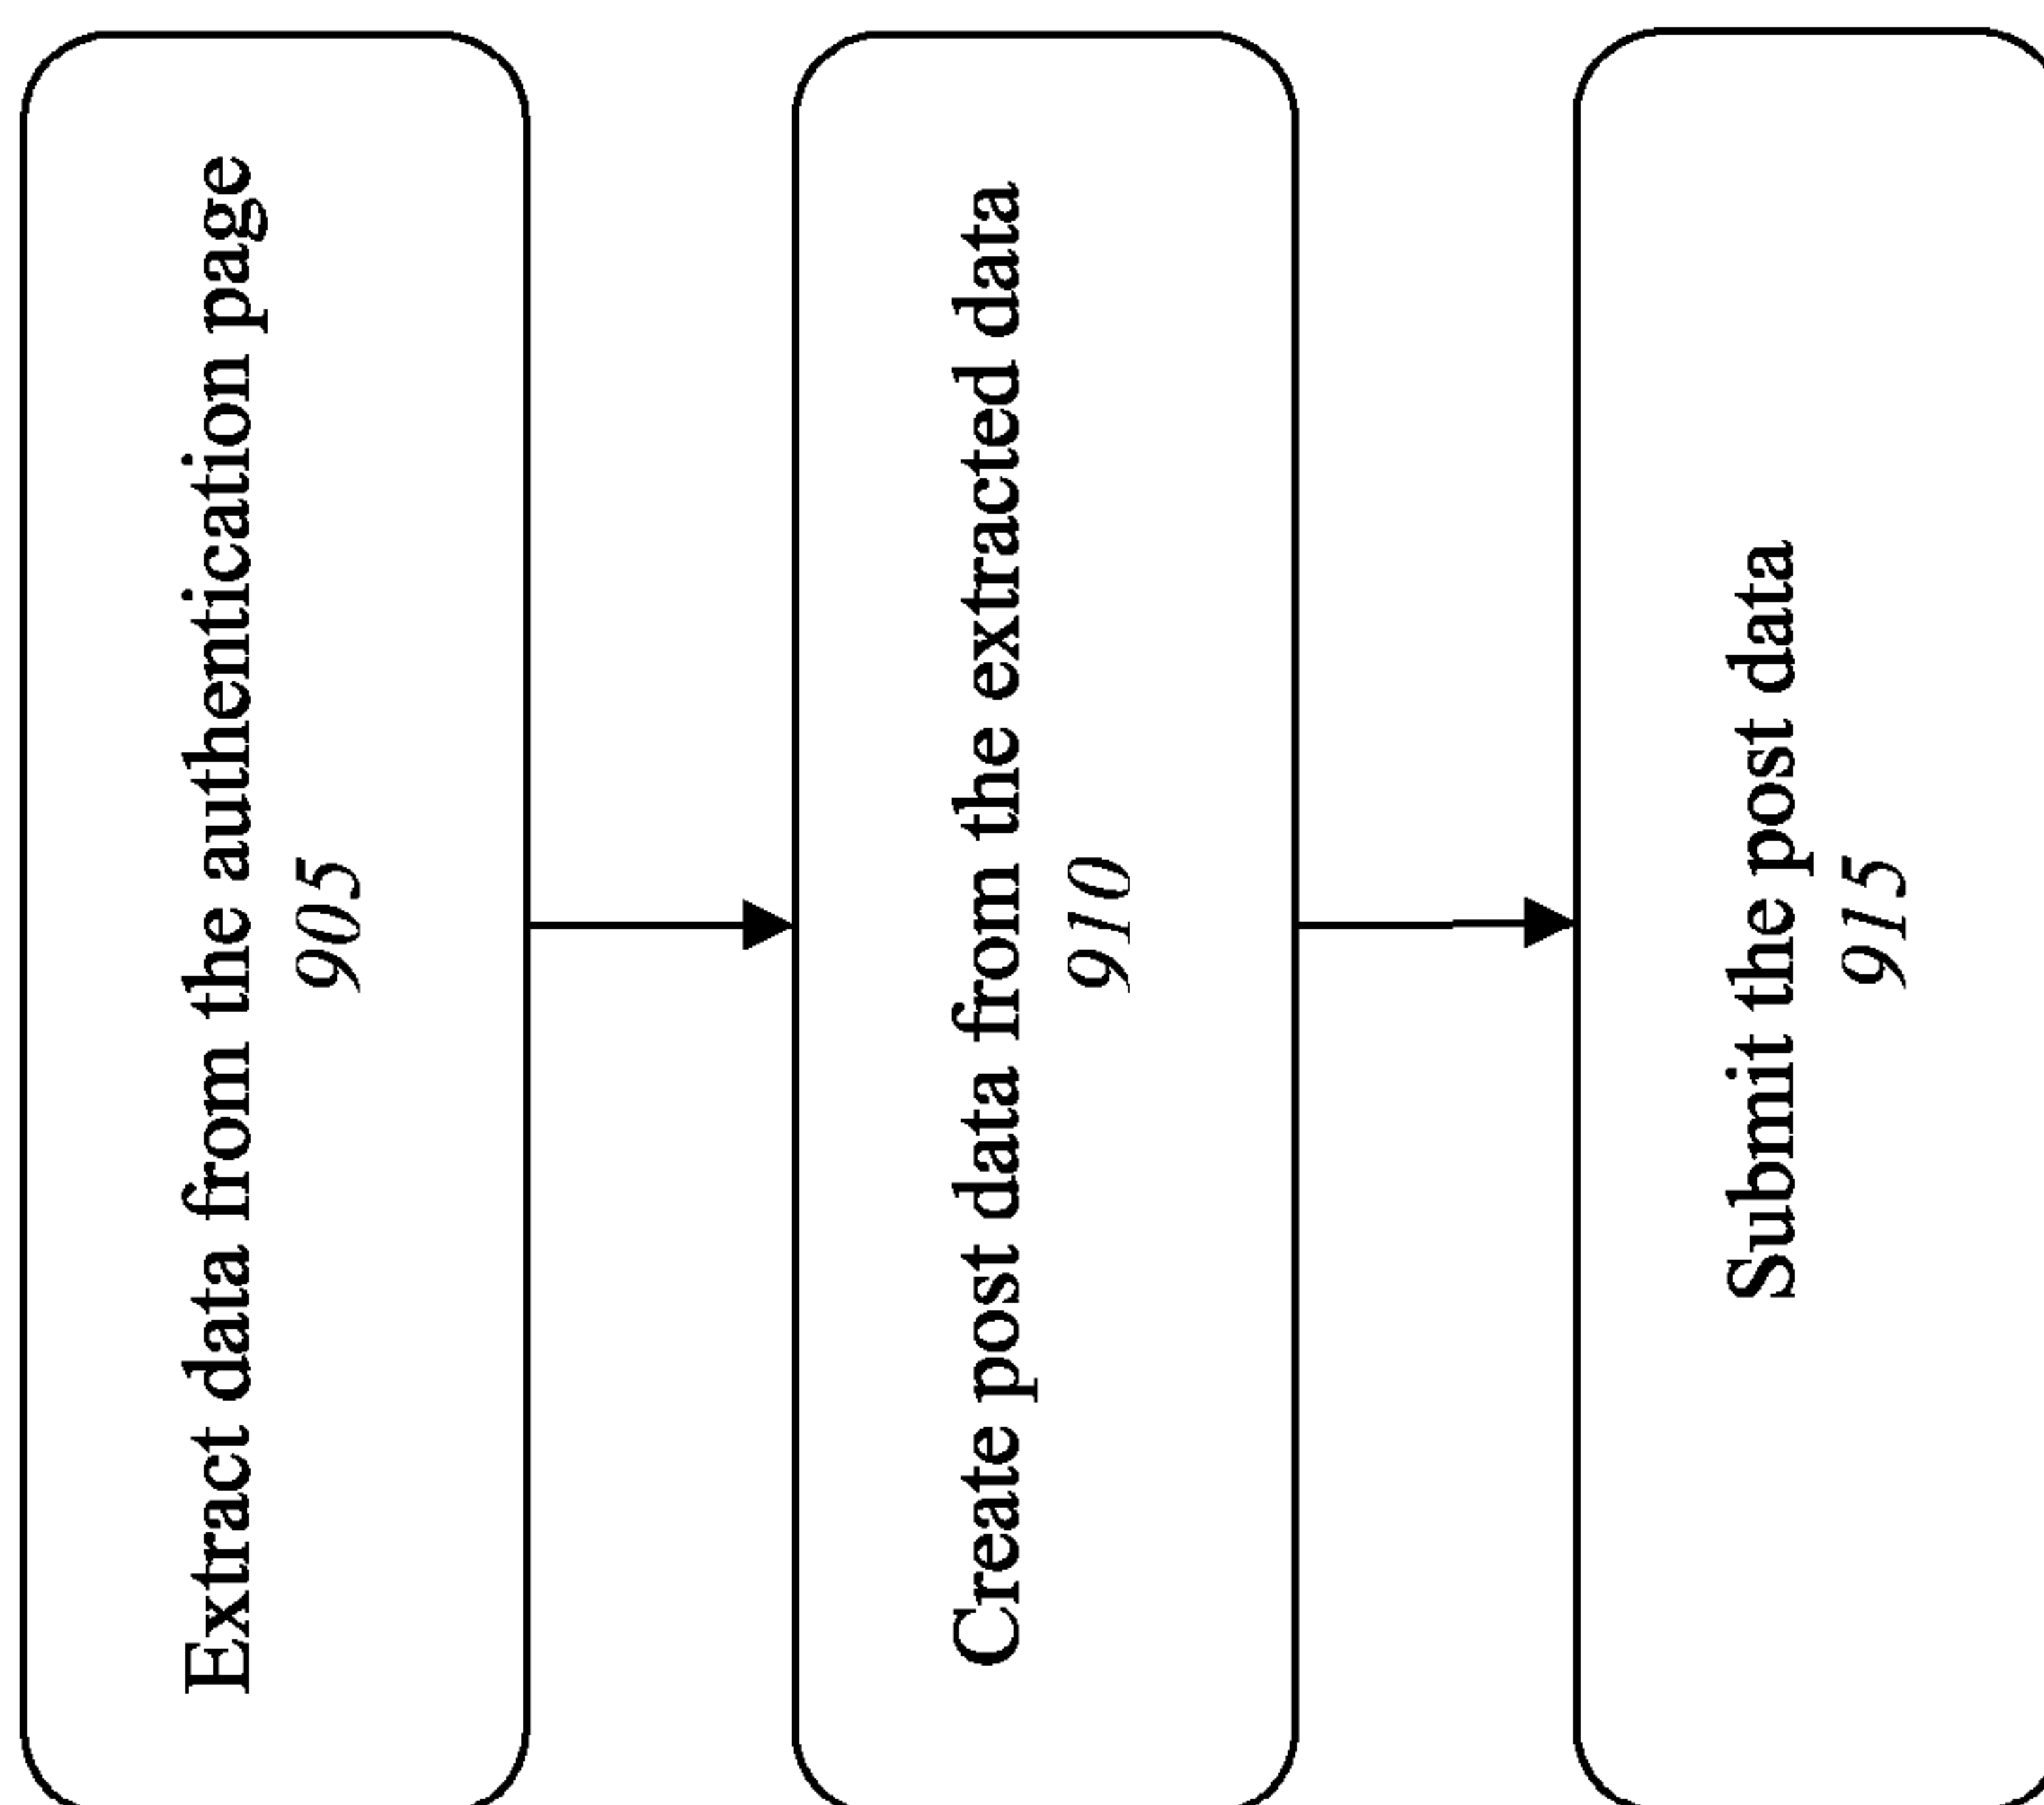 Extract data from the authentication page
905
Create post data from the extracted data
910
Submit the post data
915